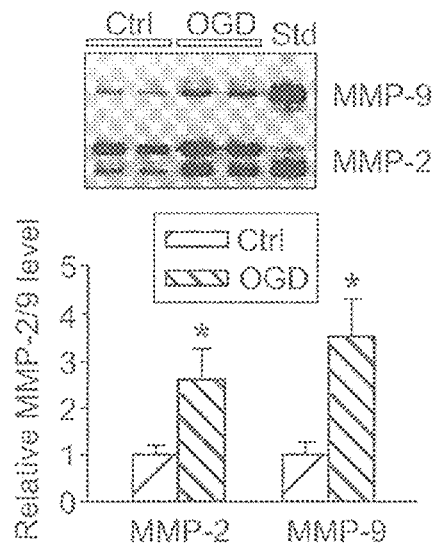 Ctrl OGD Std
MMP-9
MMP-2
Ctrl
OGD
Relative MMP-2/9 level
5
4
3
2
1
0
* *
MMP-2 MMP-9